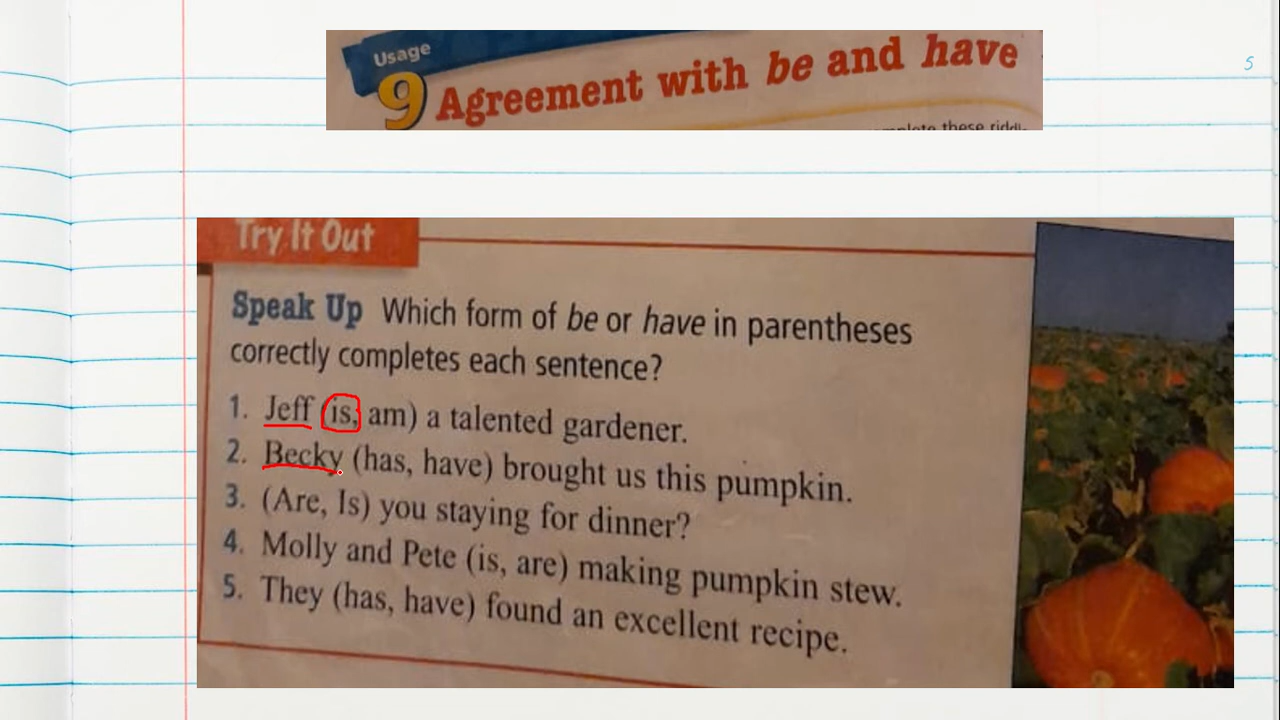 Usage
5
9 Agreement with be and have
these
Try It Out
Speak Up Which form of be or have in parentheses
correctly completes each sentence?
1. Jeff (is, am) a talented gardener.
2. Becky (has, have) brought us this pumpkin.
3. (Are, Is) you staying for dinner?
4. Molly and Pete (is, are) making pumpkin stew.
5. They (has, have) found an excellent recipe.